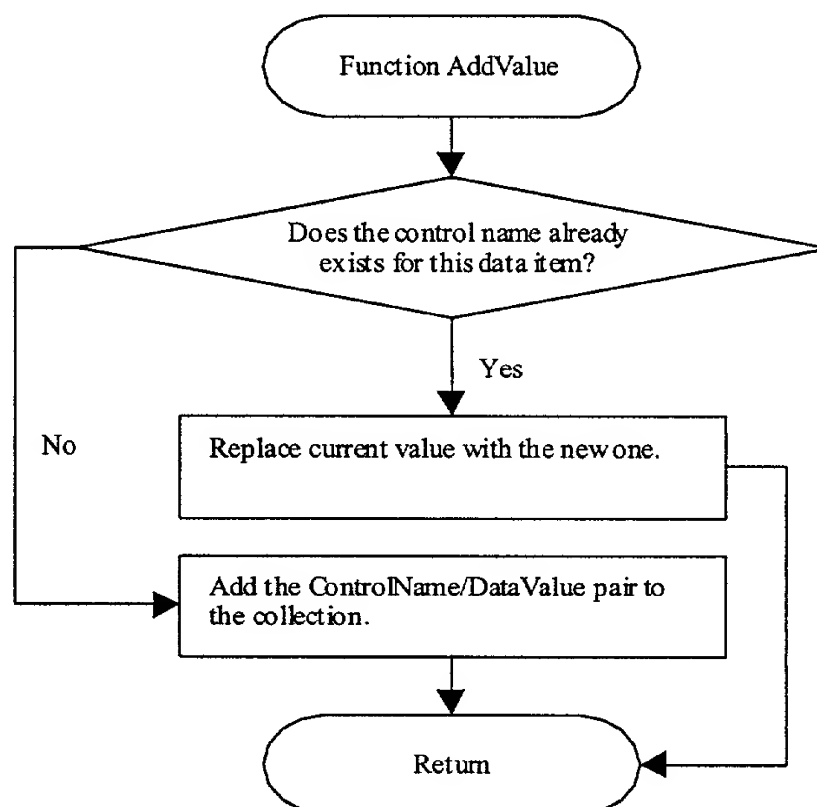 Function AddValue
Does the control name already
exists for this data item?
Yes
No
Replace current value with the new one.
Add the ControlName/DataValue pair to
the collection.
Return